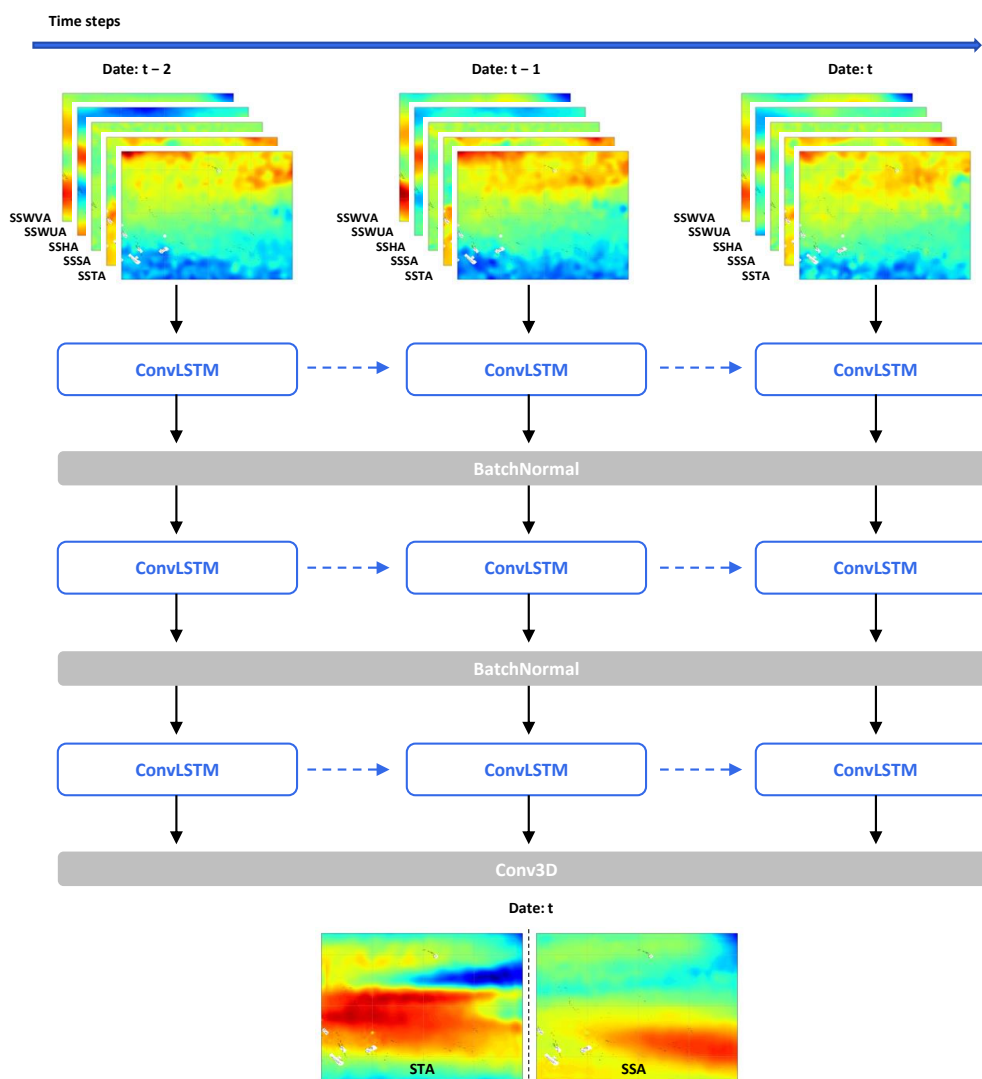 Time steps
Date: t – 2
Date: t – 1
Date: t
SSWVA
SSWUA
SSHA
SSSA
SSTA
SSWVA
SSWUA
SSHA
SSSA
SSTA
SSWVA
SSWUA
SSHA
SSSA
SSTA
ConvLSTM
ConvLSTM
ConvLSTM
BatchNormal
ConvLSTM
ConvLSTM
ConvLSTM
BatchNormal
ConvLSTM
ConvLSTM
ConvLSTM
Conv3D
Date: t
STA
SSA